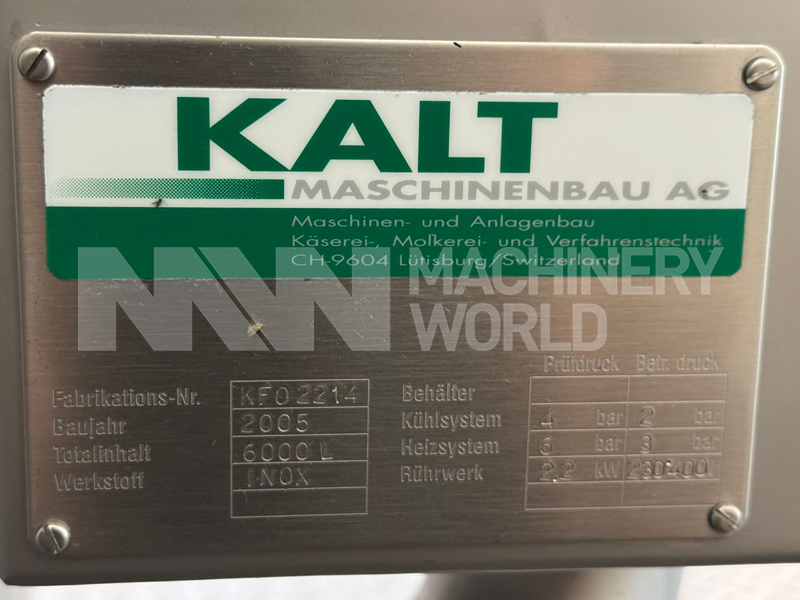 KALT
MASCHINENBAU AG
Maschinen- und Anlagenbau
Käserei-, Molkerei- und Verfahrenstechnik
CH-9604 Lütisburg/Switzerland
MW MACHINERY
WORLD
Prüfdruck Betr. druck
Fabrikations-Nr. KF02214 Behälter
Baujahr 2005 Kühlsystem 4 bar 2 bar
Totalinhalt 6000 L Heizsystem 6 bar 3 bar
Werkstoff INOX Rührwerk 2.2 kW